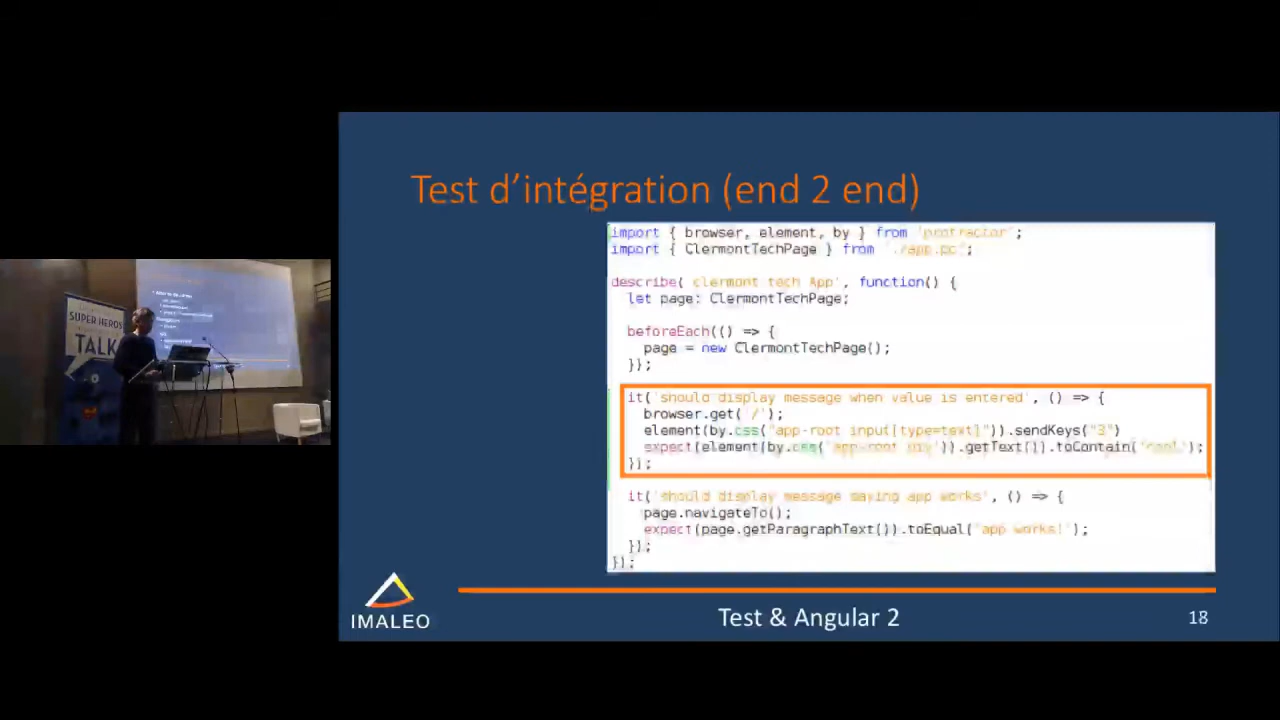 SUPER HEROS
TALK
Test d'intégration (end 2 end)
import { browser, element, by } from 'protractor';
import { ClermontTechPage } from './app.po';
describe('clermont tech App', function() {
let page: ClermontTechPage;
beforeEach(() => {
page = new ClermontTechPage();
});
it('should display message when value is entered', () => {
browser.get('/');
element(by.css("app-root input[type=text]")).sendKeys("3")
expect(element(by.css('app-root div')).getText()).toContain('cool');
});
it('should display message saying app works', () => {
page.navigateTo();
expect(page.getParagraphText()).toEqual('app works!');
});
});
IMALEO
Test & Angular 2
18